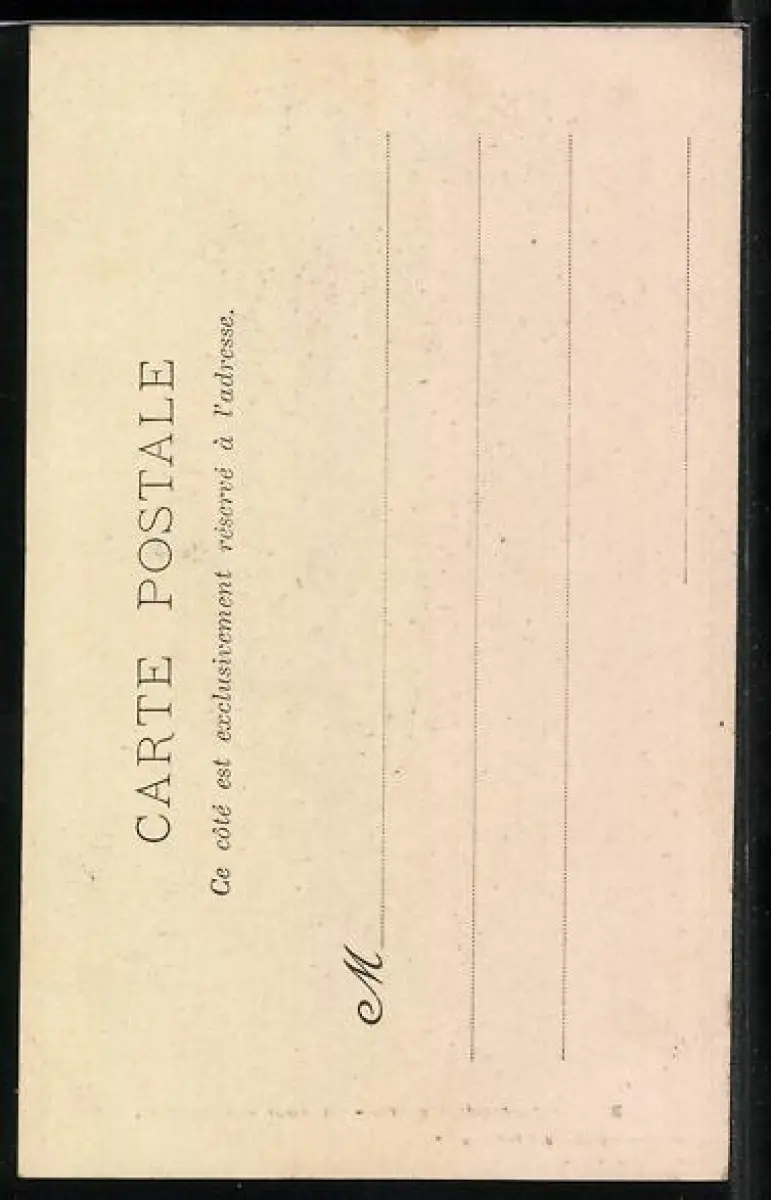 CARTE POSTALE
Ce côté est exclusivement réservé à l'adresse.
M